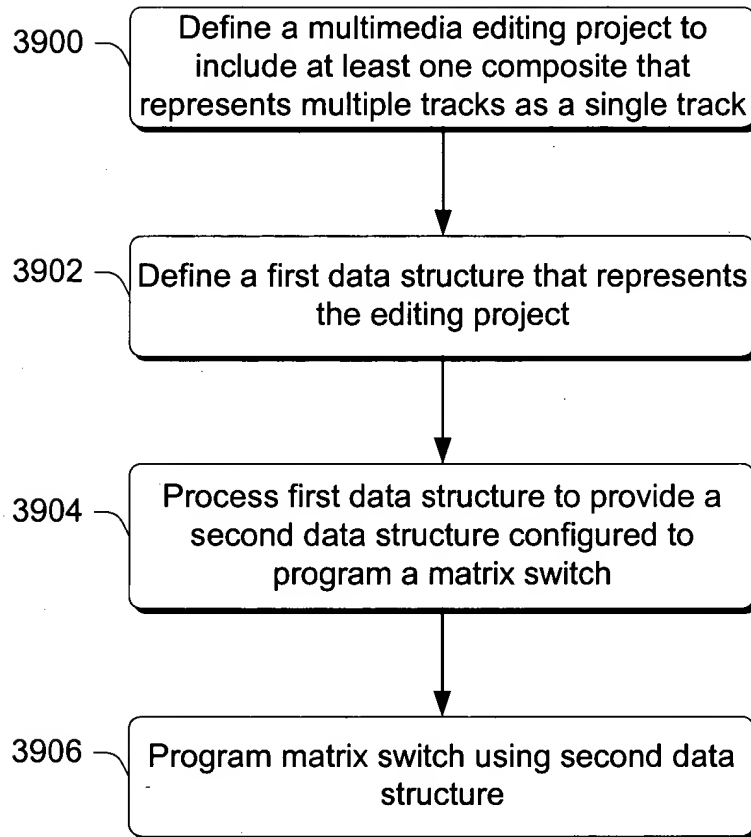 3900
Define a multimedia editing project to
include at least one composite that
represents multiple tracks as a single track
3902
Define a first data structure that represents
the editing project
3904
Process first data structure to provide a
second data structure configured to
program a matrix switch
3906
Program matrix switch using second data
structure